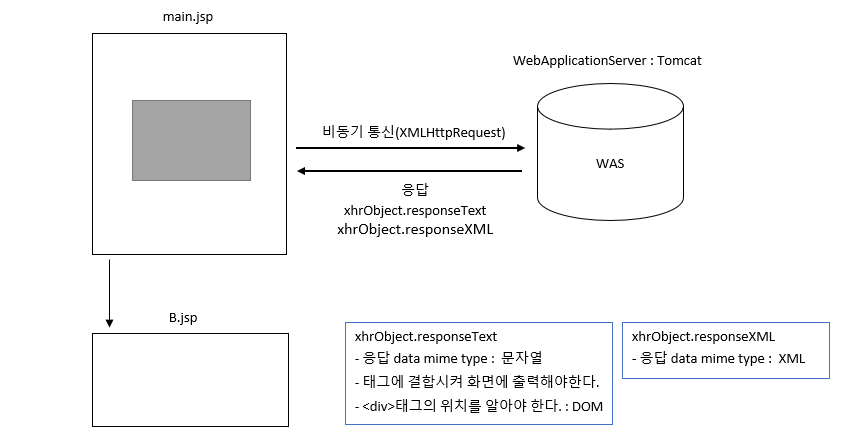 main.jsp
WebApplicationServer : Tomcat
비동기 통신(XMLHttpRequest)
WAS
응답
xhrObject.responseText
xhrObject.responseXML
B.jsp
xhrObject.responseText
- 응답 data mime type :  문자열
- 태그에 결합시켜 화면에 출력해야한다.
- <div>태그의 위치를 알아야 한다. : DOM
xhrObject.responseXML
- 응답 data mime type :  XML